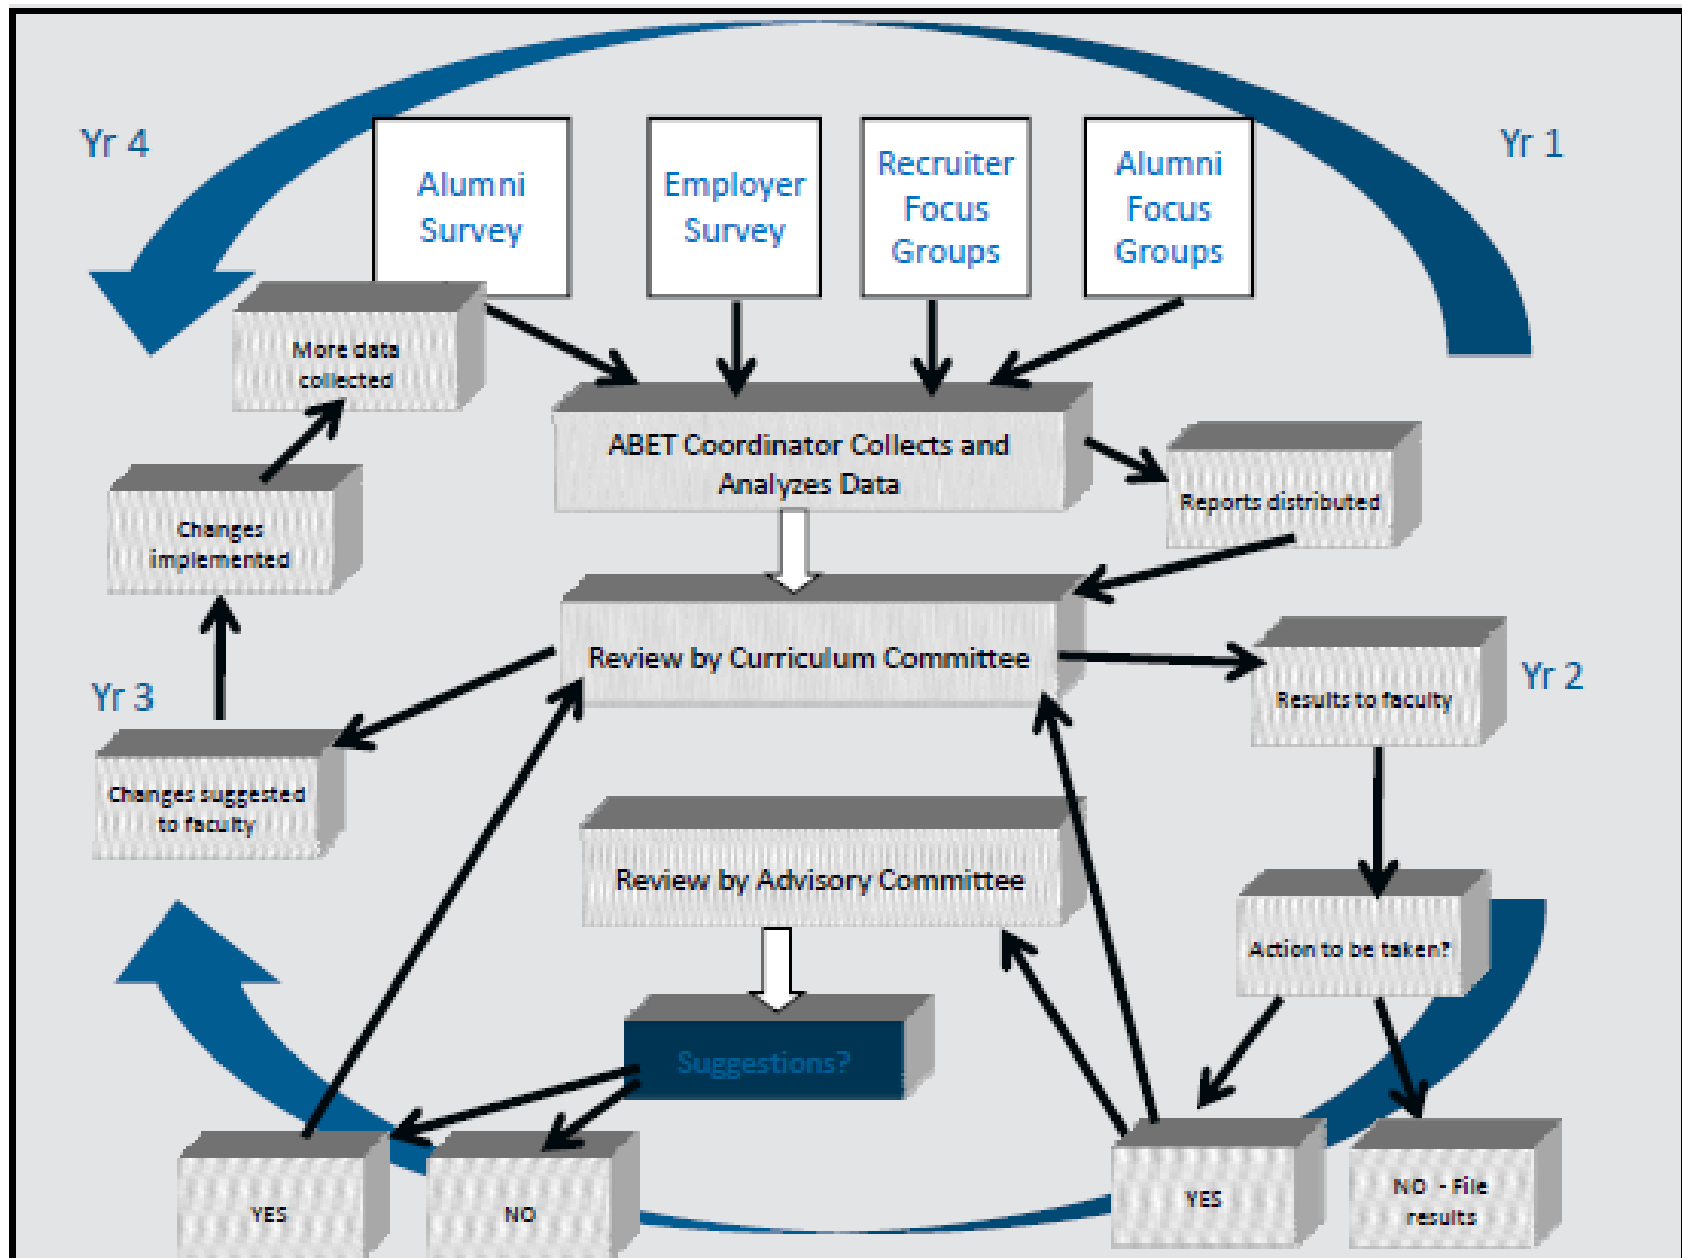 Yr 4
Alumni
Survey
Employer
Survey
Recruiter
Focus
Groups
Alumni
Focus
Groups
Yr 1
More data
collected
ABET Coordinator Collects and
Analyzes Data
Reports distributed
Changes
implemented
Review by Curriculum Committee
Yr 3
Results to faculty
Yr 2
Changes suggested
to faculty
Review by Advisory Committee
Action to be taken?
Suggestions?
YES
NO
YES
NO - File
results